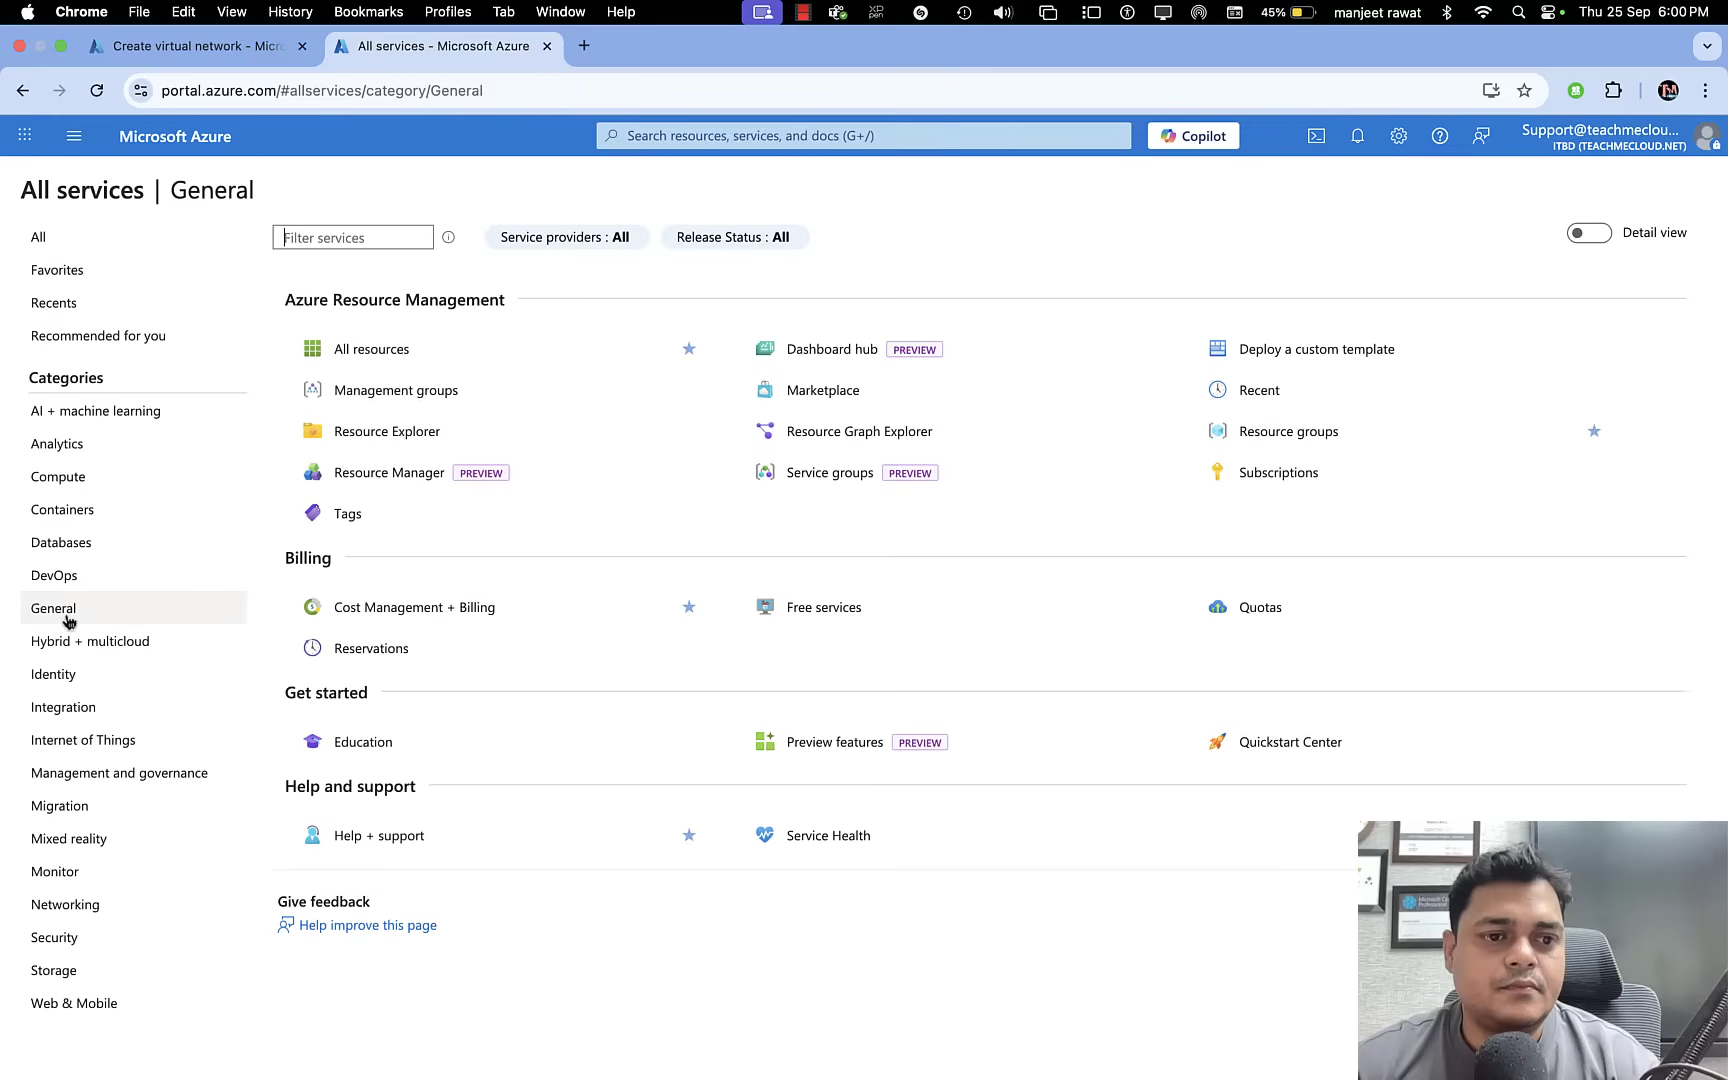 Chrome File Edit View History Bookmarks Profiles Tab Window Help XP PEN 45% manjeet rawat Thu 25 Sep 6:00 PM
Create virtual network - Micr All services - Microsoft Azure
portal.azure.com/#allservices/category/General
Microsoft Azure Search resources, services, and docs (G+/) Copilot Support@teachmeclou...
ITBD (TEACHMECLOUD.NET)
All services | General
All
Favorites
Recents
Recommended for you
Categories
AI + machine learning
Analytics
Compute
Containers
Databases
DevOps
General
Hybrid + multicloud
Identity
Integration
Internet of Things
Management and governance
Migration
Mixed reality
Monitor
Networking
Security
Storage
Web & Mobile
Filter services Service providers : All Release Status : All Detail view
Azure Resource Management
All resources Dashboard hub PREVIEW Deploy a custom template
Management groups Marketplace Recent
Resource Explorer Resource Graph Explorer Resource groups
Resource Manager PREVIEW Service groups PREVIEW Subscriptions
Tags
Billing
Cost Management + Billing Free services Quotas
Reservations
Get started
Education Preview features PREVIEW Quickstart Center
Help and support
Help + support Service Health
Give feedback
Help improve this page